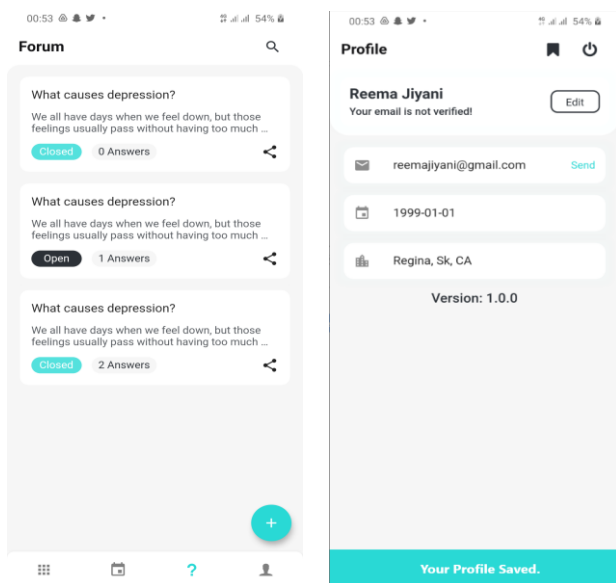 00:53
54%
Forum
What causes depression?
We all have days when we feel down, but those
feelings usually pass without having too much ...
Closed 0 Answers
What causes depression?
We all have days when we feel down, but those
feelings usually pass without having too much ...
Open 1 Answers
What causes depression?
We all have days when we feel down, but those
feelings usually pass without having too much ...
Closed 2 Answers
+
?
00:53
54%
Profile
Reema Jiyani
Your email is not verified!
Edit
reemajiyani@gmail.com Send
1999-01-01
Regina, Sk, CA
Version: 1.0.0
Your Profile Saved.